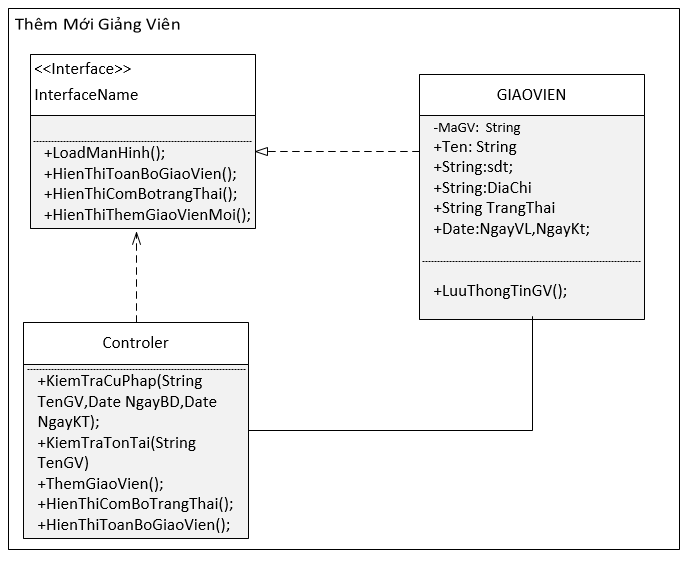 Thêm Mới Giảng Viên
<<Interface>>
InterfaceName
+LoadManHinh();
+HienThiToanBoGiaoVien();
+HienThiComBotrangThai();
+HienThiThemGiaoVienMoi();
GIAOVIEN
-MaGV: String
+Ten: String
+String:sdt;
+String:DiaChi
+String TrangThai
+Date:NgayVL,NgayKt;
+LuuThongTinGV();
Controler
+KiemTraCuPhap(String
TenGV,Date NgayBD,Date
NgayKT);
+KiemTraTonTai(String
TenGV)
+ThemGiaoVien();
+HienThiComBoTrangThai();
+HienThiToanBoGiaoVien();